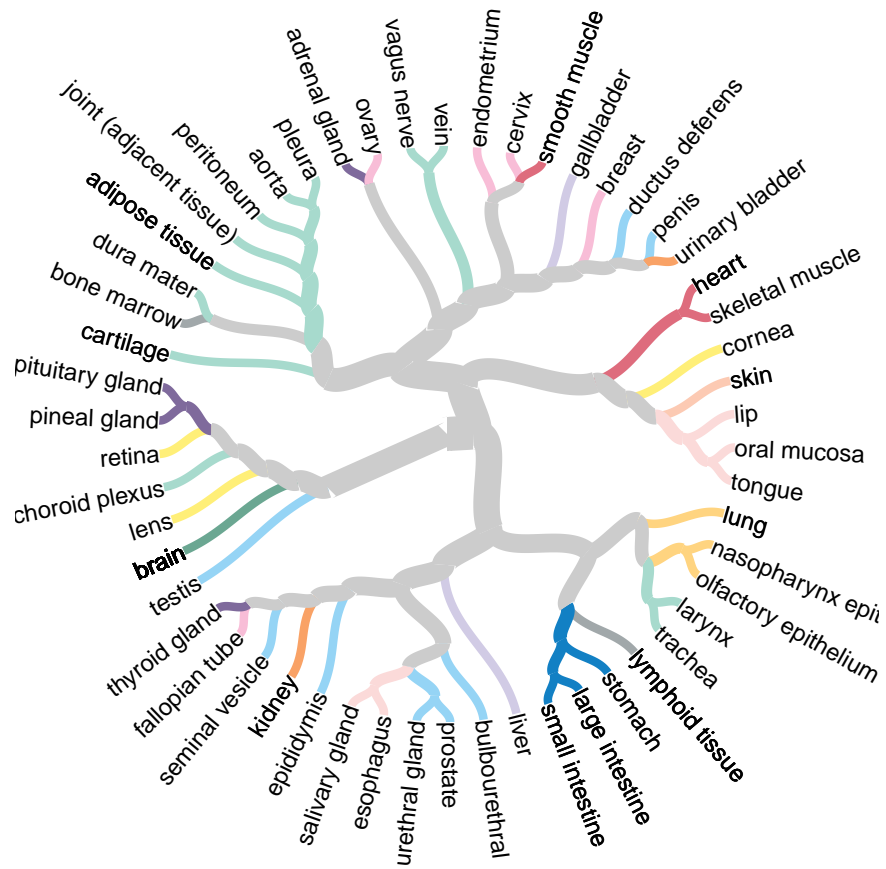 adrenal gland
ovary
vagus nerve
vein
endometrium
cervix
smooth muscle
gallbladder
breast
ductus deferens
penis
urinary bladder
heart
skeletal muscle
cornea
skin
lip
oral mucosa
tongue
lung
nasopharynx epit
olfactory epithelium
larynx
trachea
lymphoid tissue
stomach
large intestine
small intestine
liver
bulbourethral
prostate
urethral gland
esophagus
salivary gland
epididymis
kidney
seminal vesicle
fallopian tube
thyroid gland
testis
brain
lens
choroid plexus
retina
pineal gland
pituitary gland
cartilage
bone marrow
dura mater
adipose tissue
joint (adjacent tissue)
peritoneum
aorta
pleura